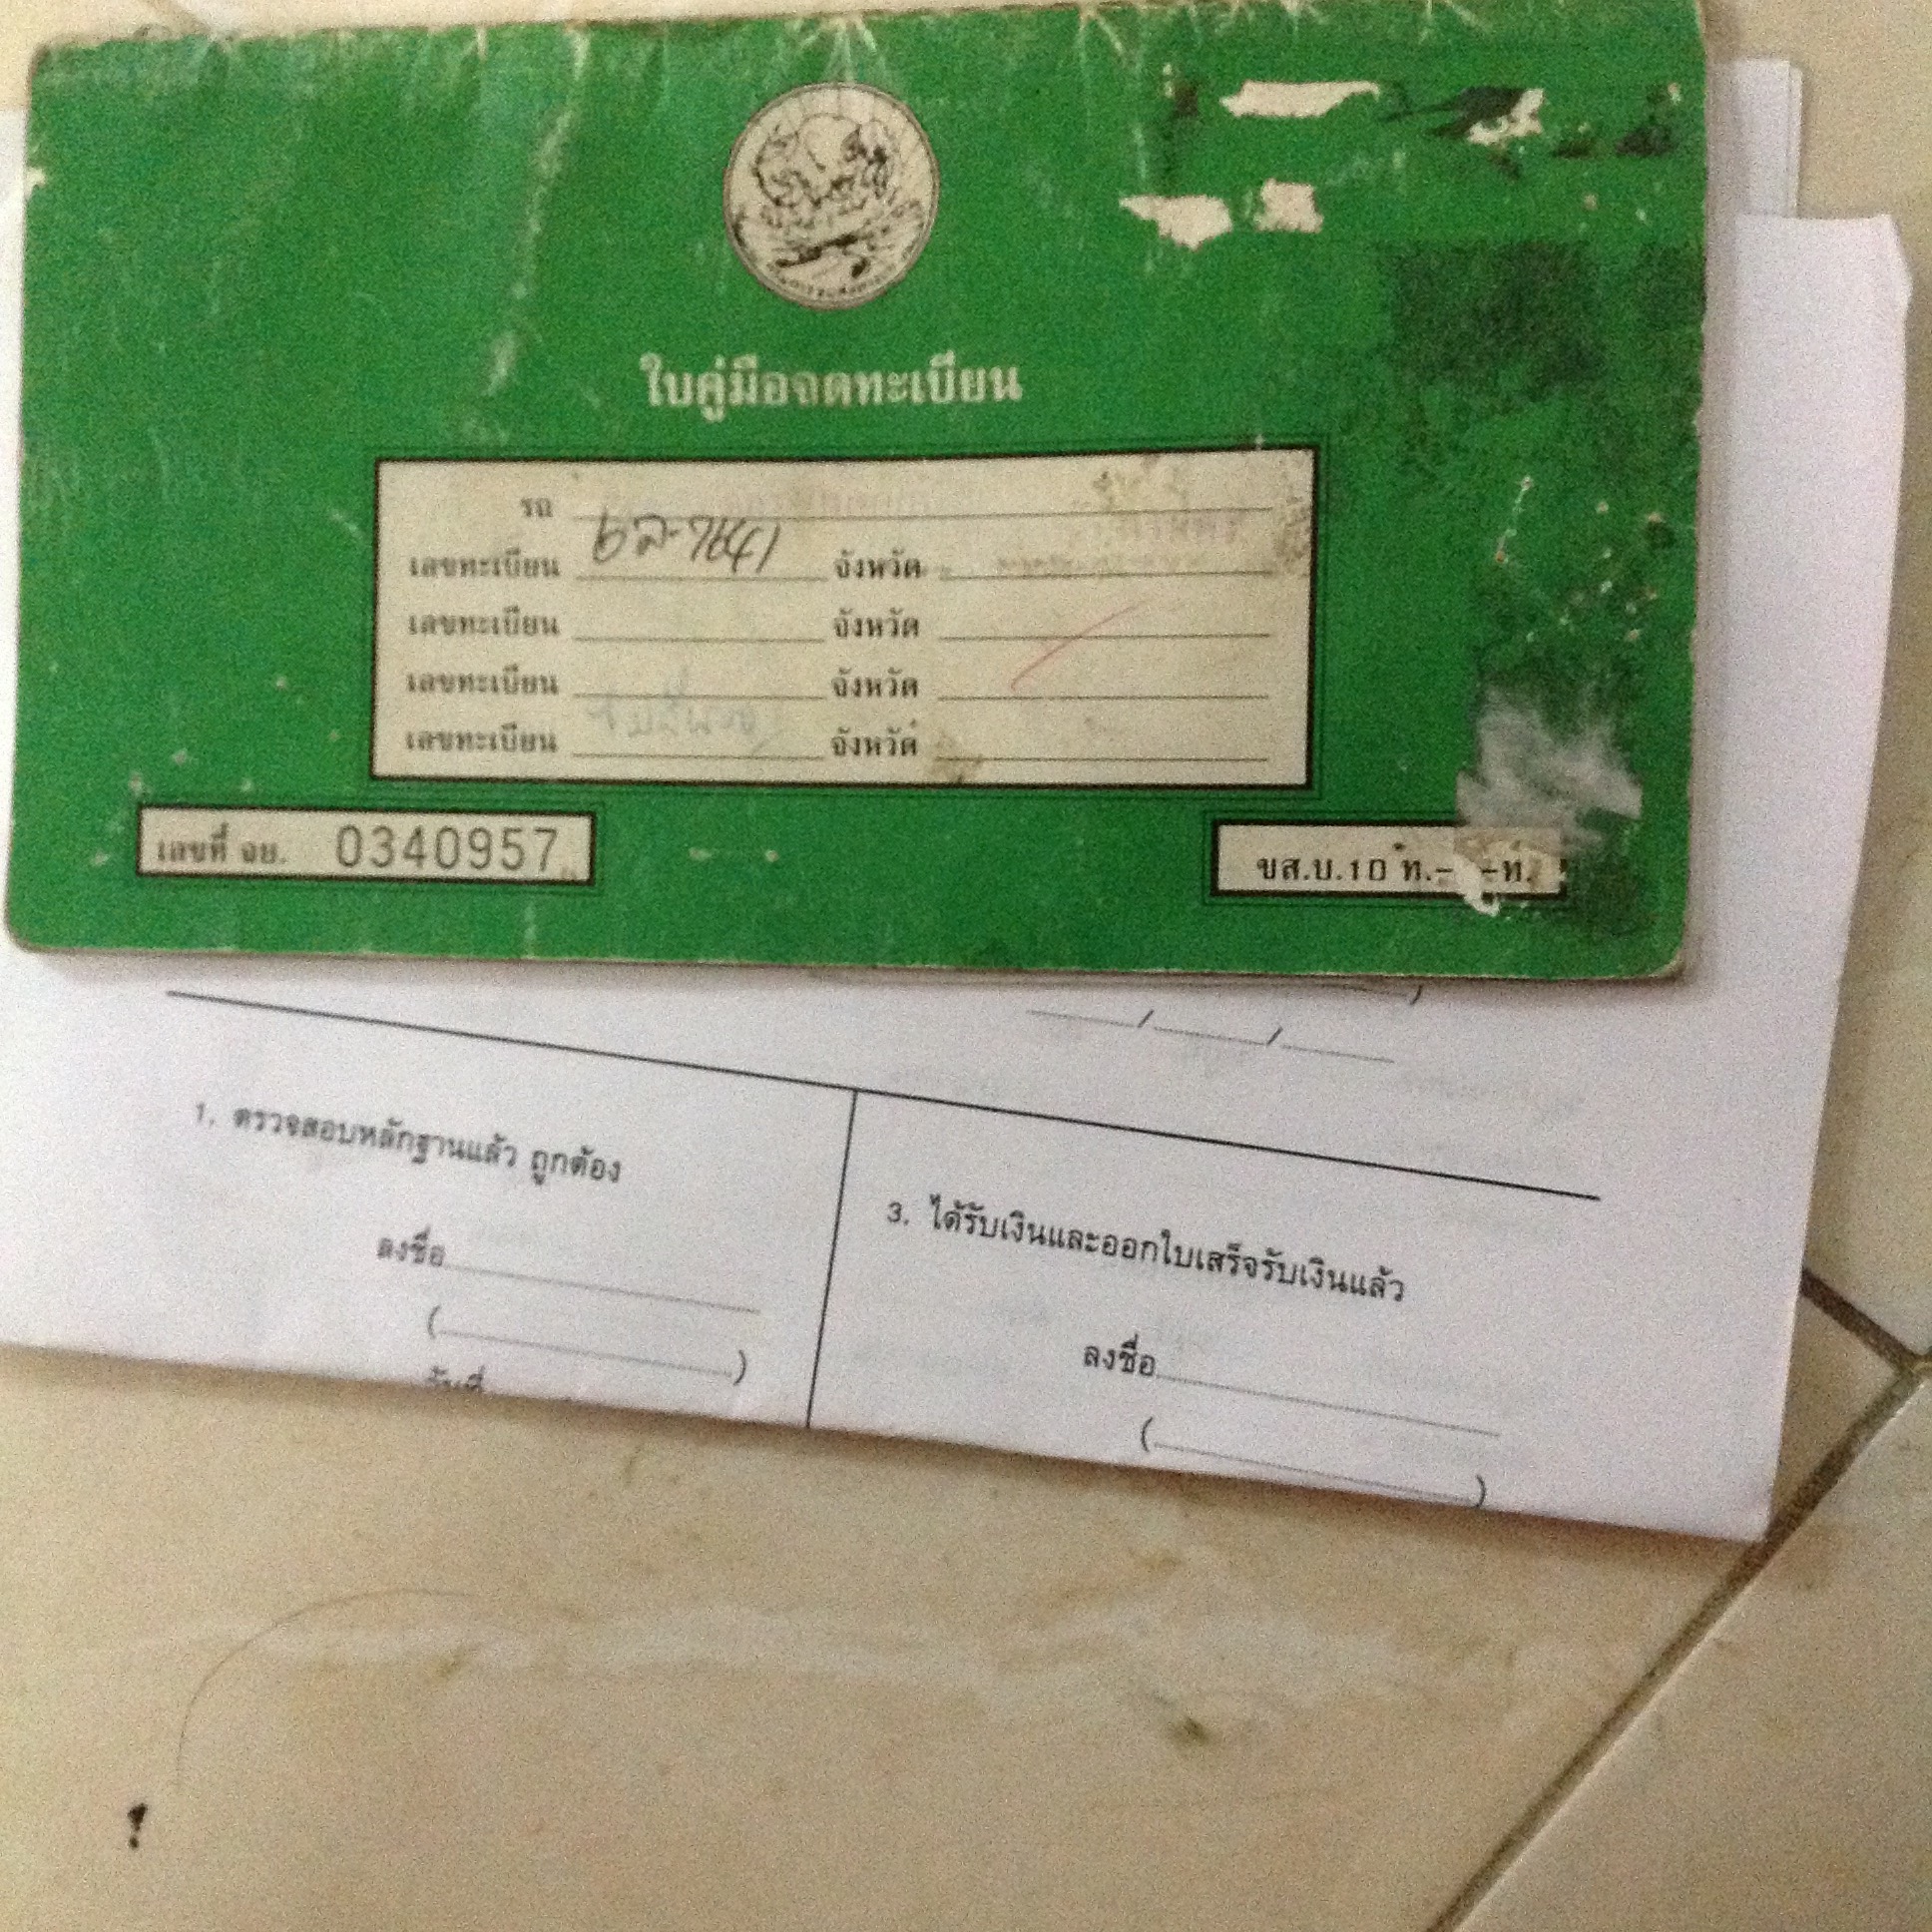 ใบคู่มือจดทะเบียน
รถ
เลขทะเบียน 6ล-7641 จังหวัด
เลขทะเบียน จังหวัด
เลขทะเบียน จังหวัด
เลขทะเบียน จังหวัด
เลขที่ จย. 0340957
ขส.บ.10 ท.- -ท.
/ /
1. ตรวจสอบหลักฐานแล้ว ถูกต้อง
ลงชื่อ
( )
วันที่
3. ได้รับเงินและออกใบเสร็จรับเงินแล้ว
ลงชื่อ
( )